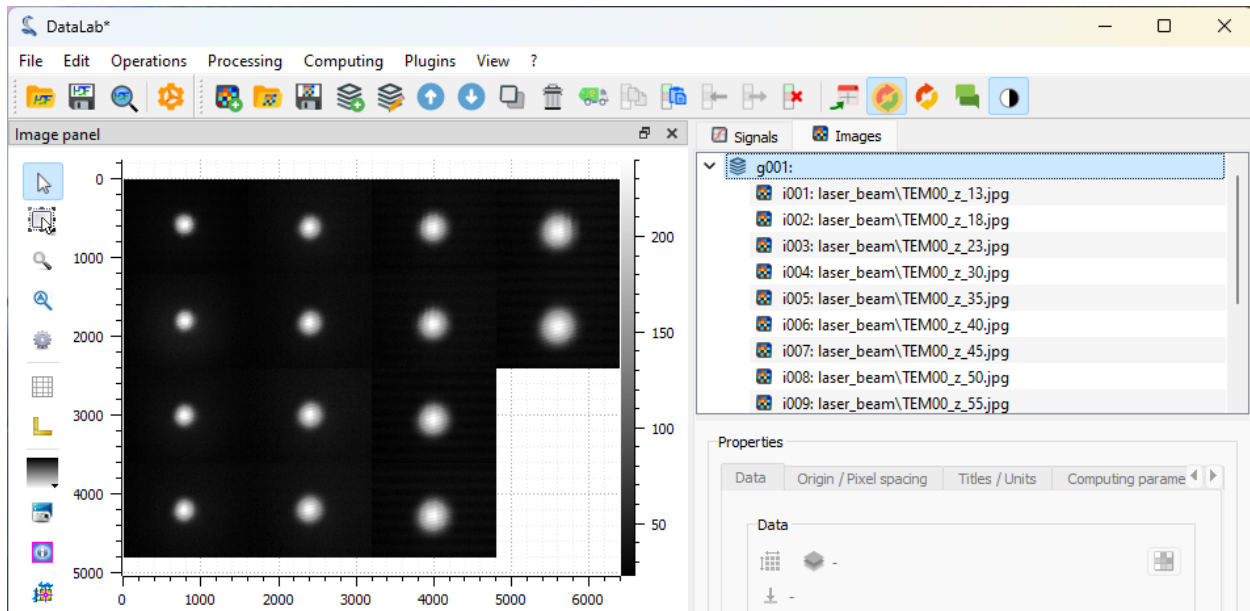 DataLab*
File Edit Operations Processing Computing Plugins View ?
Image panel
Signals Images
g001:
i001: laser_beam\TEM00_z_13.jpg
i002: laser_beam\TEM00_z_18.jpg
i003: laser_beam\TEM00_z_23.jpg
i004: laser_beam\TEM00_z_30.jpg
i005: laser_beam\TEM00_z_35.jpg
i006: laser_beam\TEM00_z_40.jpg
i007: laser_beam\TEM00_z_45.jpg
i008: laser_beam\TEM00_z_50.jpg
i009: laser_beam\TEM00_z_55.jpg
0
1000
2000
3000
4000
5000
0 1000 2000 3000 4000 5000 6000
200
150
100
50
Properties
Data Origin / Pixel spacing Titles / Units Computing parame
Data
-
-